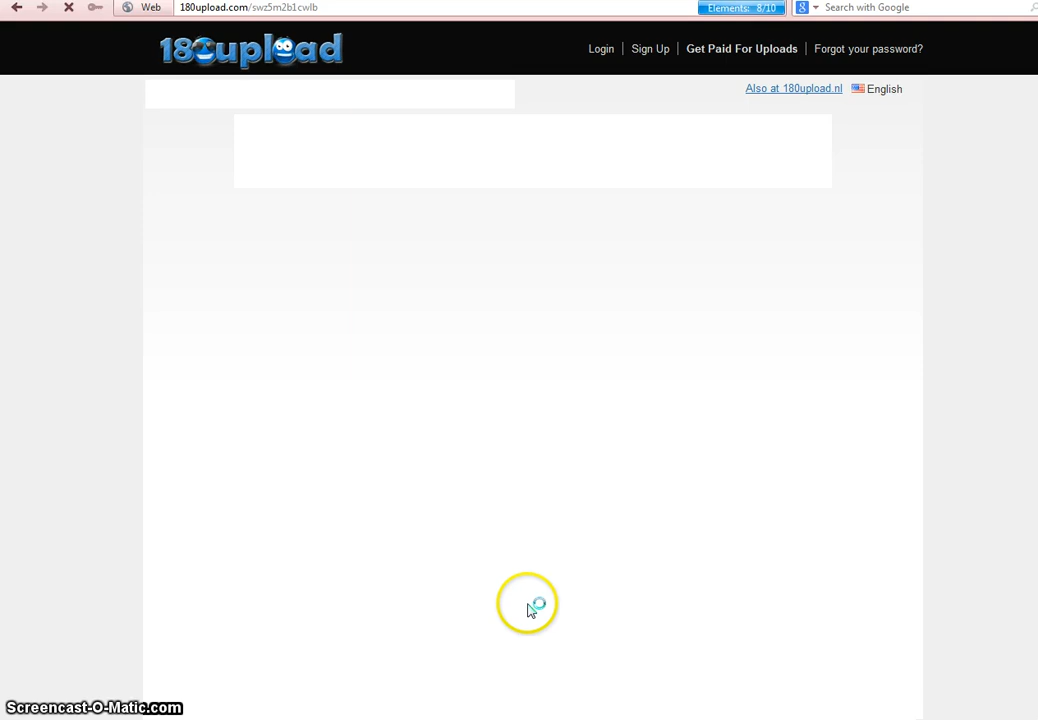 Web 180upload.com/swz5m2b1cwlb Elements: 8/10 Search with Google
180upload Login Sign Up Get Paid For Uploads Forgot your password?
Also at 180upload.nl English
Screencast-O-Matic.com